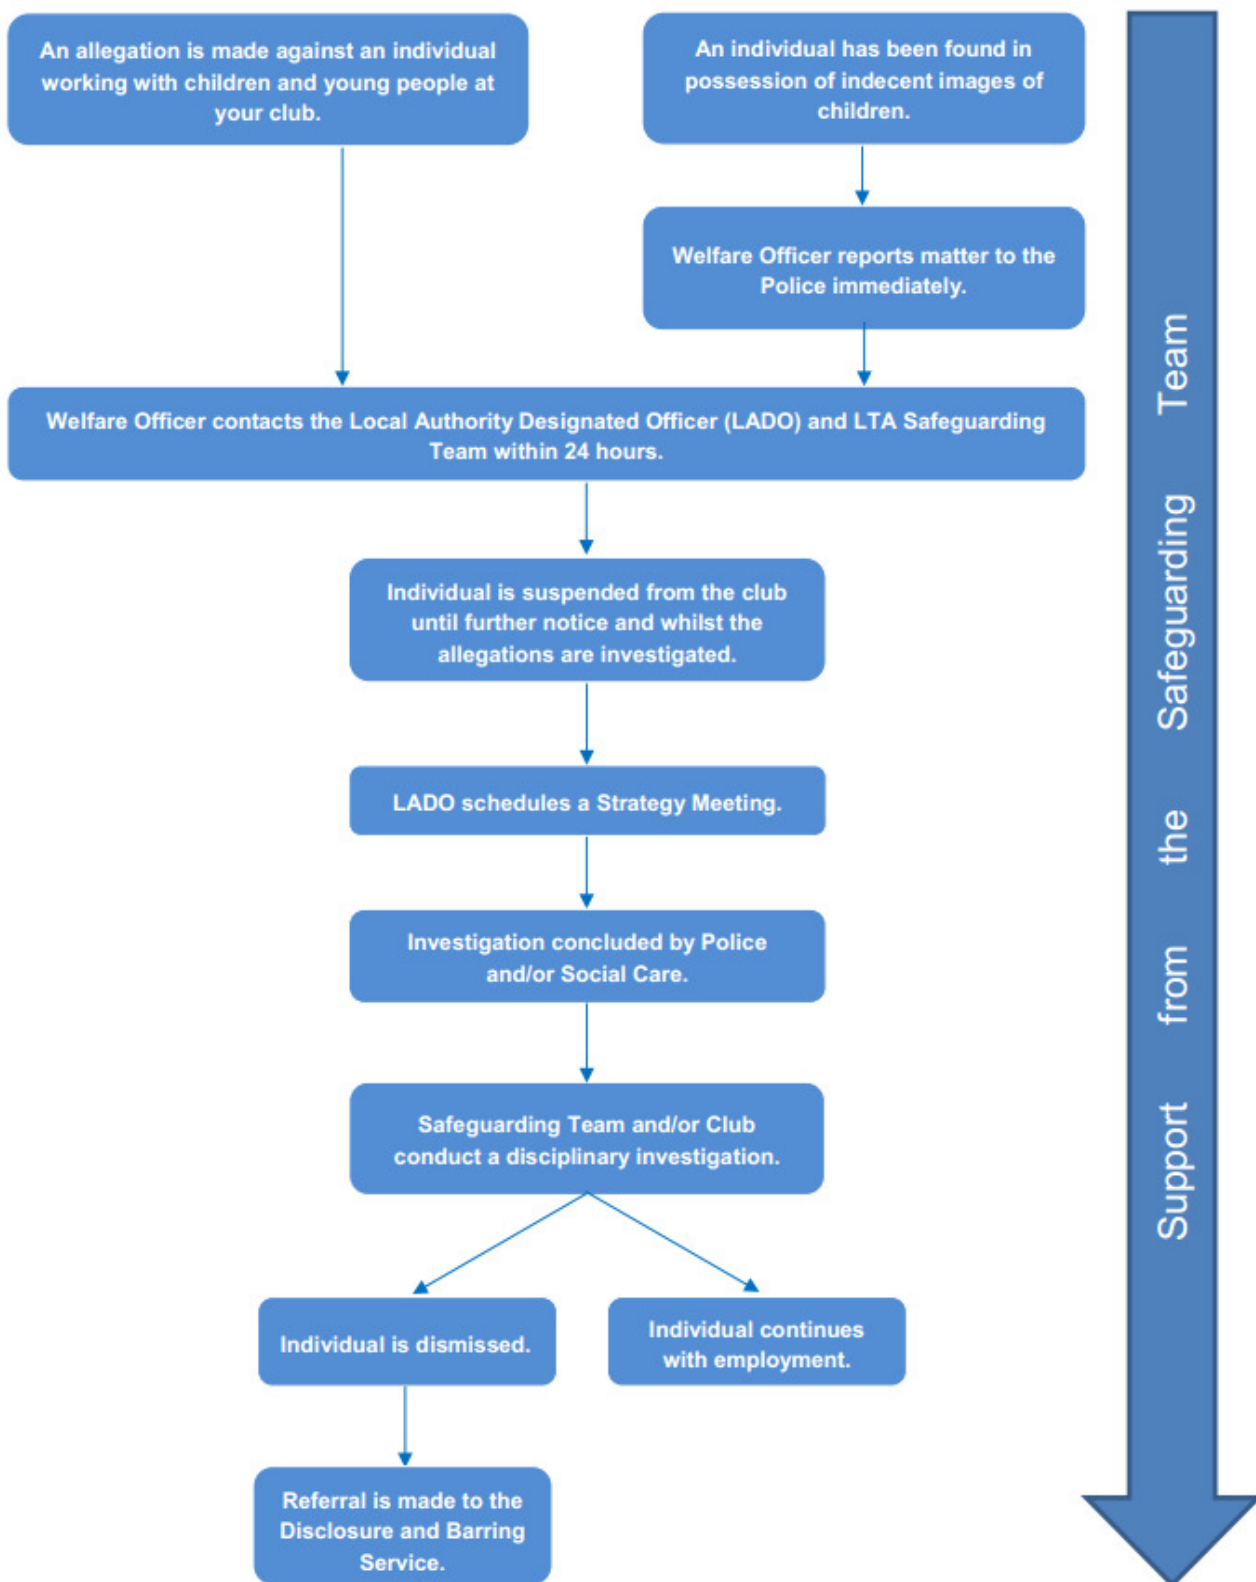 An allegation is made against an individual
working with children and young people at
your club.
An individual has been found in
possession of indecent images of
children.
Welfare Officer reports matter to the
Police immediately.
Welfare Officer contacts the Local Authority Designated Officer (LADO) and LTA Safeguarding
Team within 24 hours.
Individual is suspended from the club
until further notice and whilst the
allegations are investigated.
LADO schedules a Strategy Meeting.
Investigation concluded by Police
and/or Social Care.
Safeguarding Team and/or Club
conduct a disciplinary investigation.
Individual is dismissed.
Individual continues
with employment.
Referral is made to the
Disclosure and Barring
Service.
Support from the Safeguarding Team